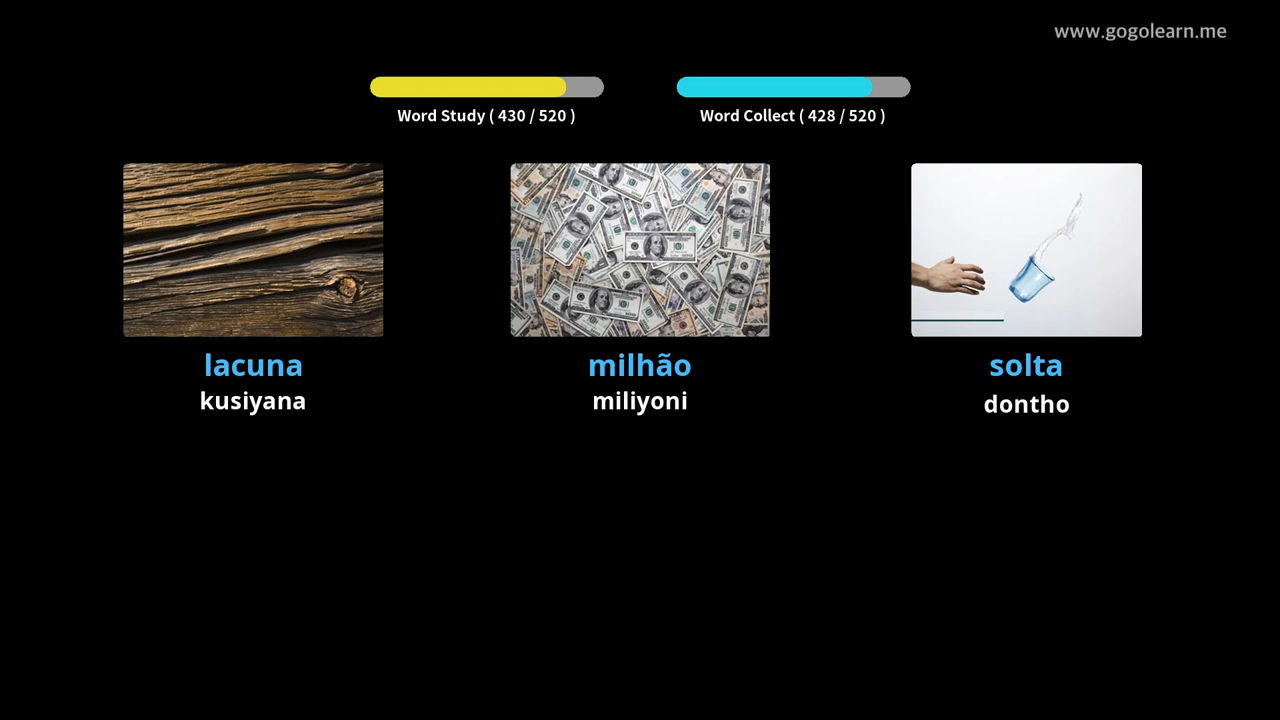 www.gogolearn.me
Word Study ( 430 / 520 )
Word Collect ( 428 / 520 )
lacuna
kusiyana
milhão
miliyoni
solta
dontho